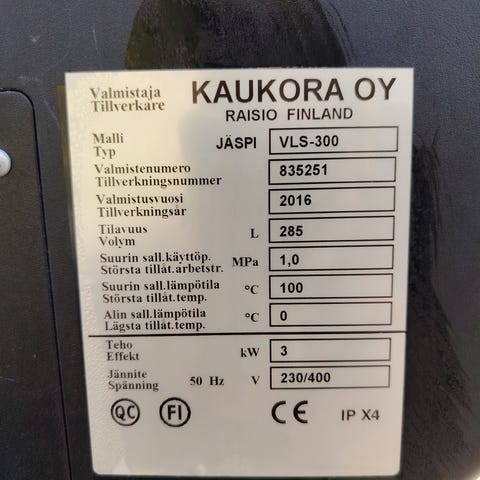 Valmistaja
Tillverkare
KAUKORA OY
RAISIO FINLAND
Malli
Typ
JÄSPI VLS-300
Valmistenumero
Tillverkningsnummer
835251
Valmistusvuosi
Tillverkningsår
2016
Tilavuus
Volym
L 285
Suurin sall.käyttöp.
Största tillåt.arbetstr.
MPa 1,0
Suurin sall.lämpötila
Största tillåt.temp.
°C 100
Alin sall.lämpötila
Lägsta tillåt.temp.
°C 0
Teho
Effekt
kW 3
Jännite
Spänning
50 Hz V 230/400
QC FI CE IP X4